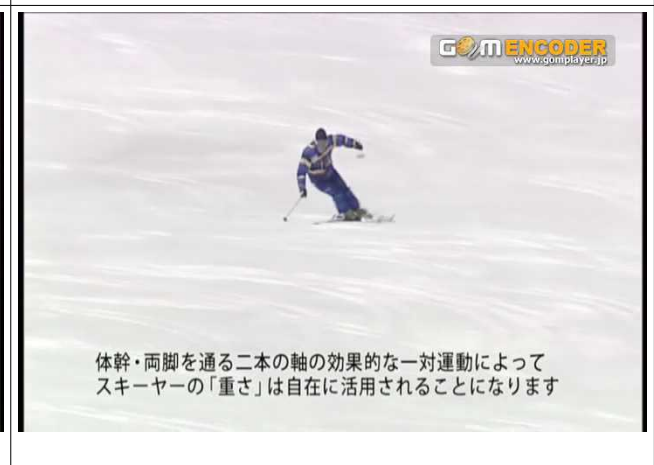 GOM ENCODER
www.gomplayer.jp
体幹・両脚を通る二本の軸の効果的な一対運動によって
スキーヤーの「重さ」は自在に活用されることになります